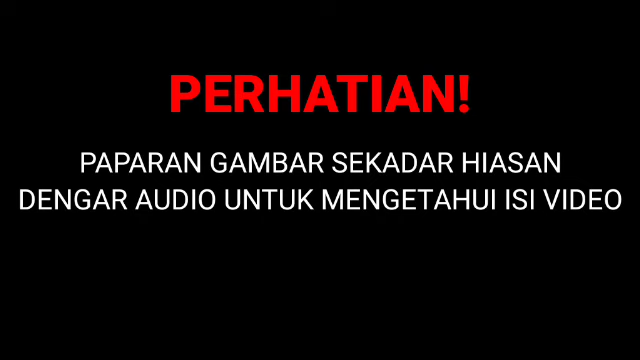 PERHATIAN!
PAPARAN GAMBAR SEKADAR HIASAN
DENGAR AUDIO UNTUK MENGETAHUI ISI VIDEO